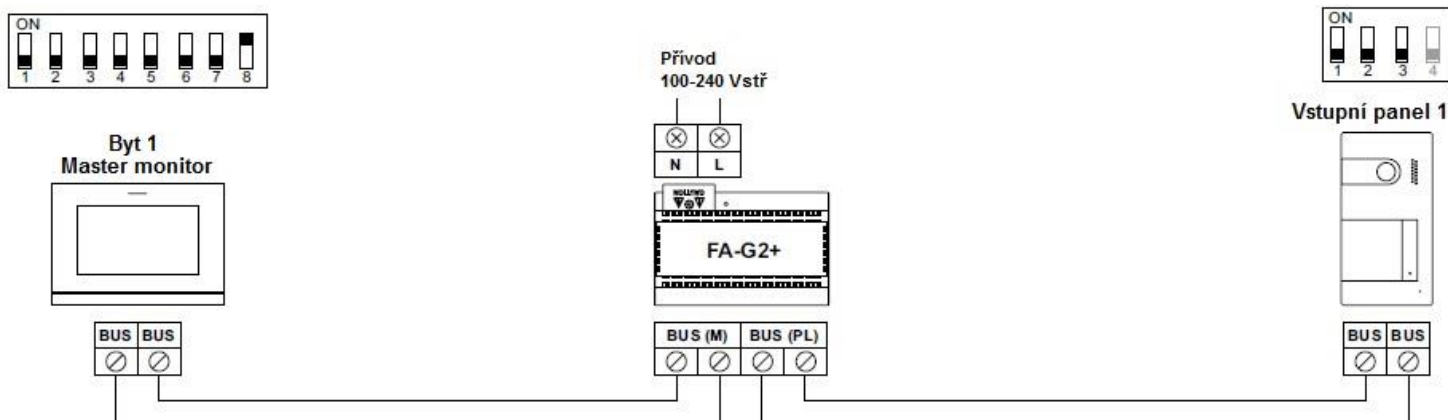 ON
1 2 3 4 5 6 7 8
Byt 1
Master monitor
BUS BUS
Přívod
100-240 Vstř
N L
CAUTION
FA-G2+
BUS (M) BUS (PL)
ON
1 2 3 4
Vstupní panel 1
BUS BUS